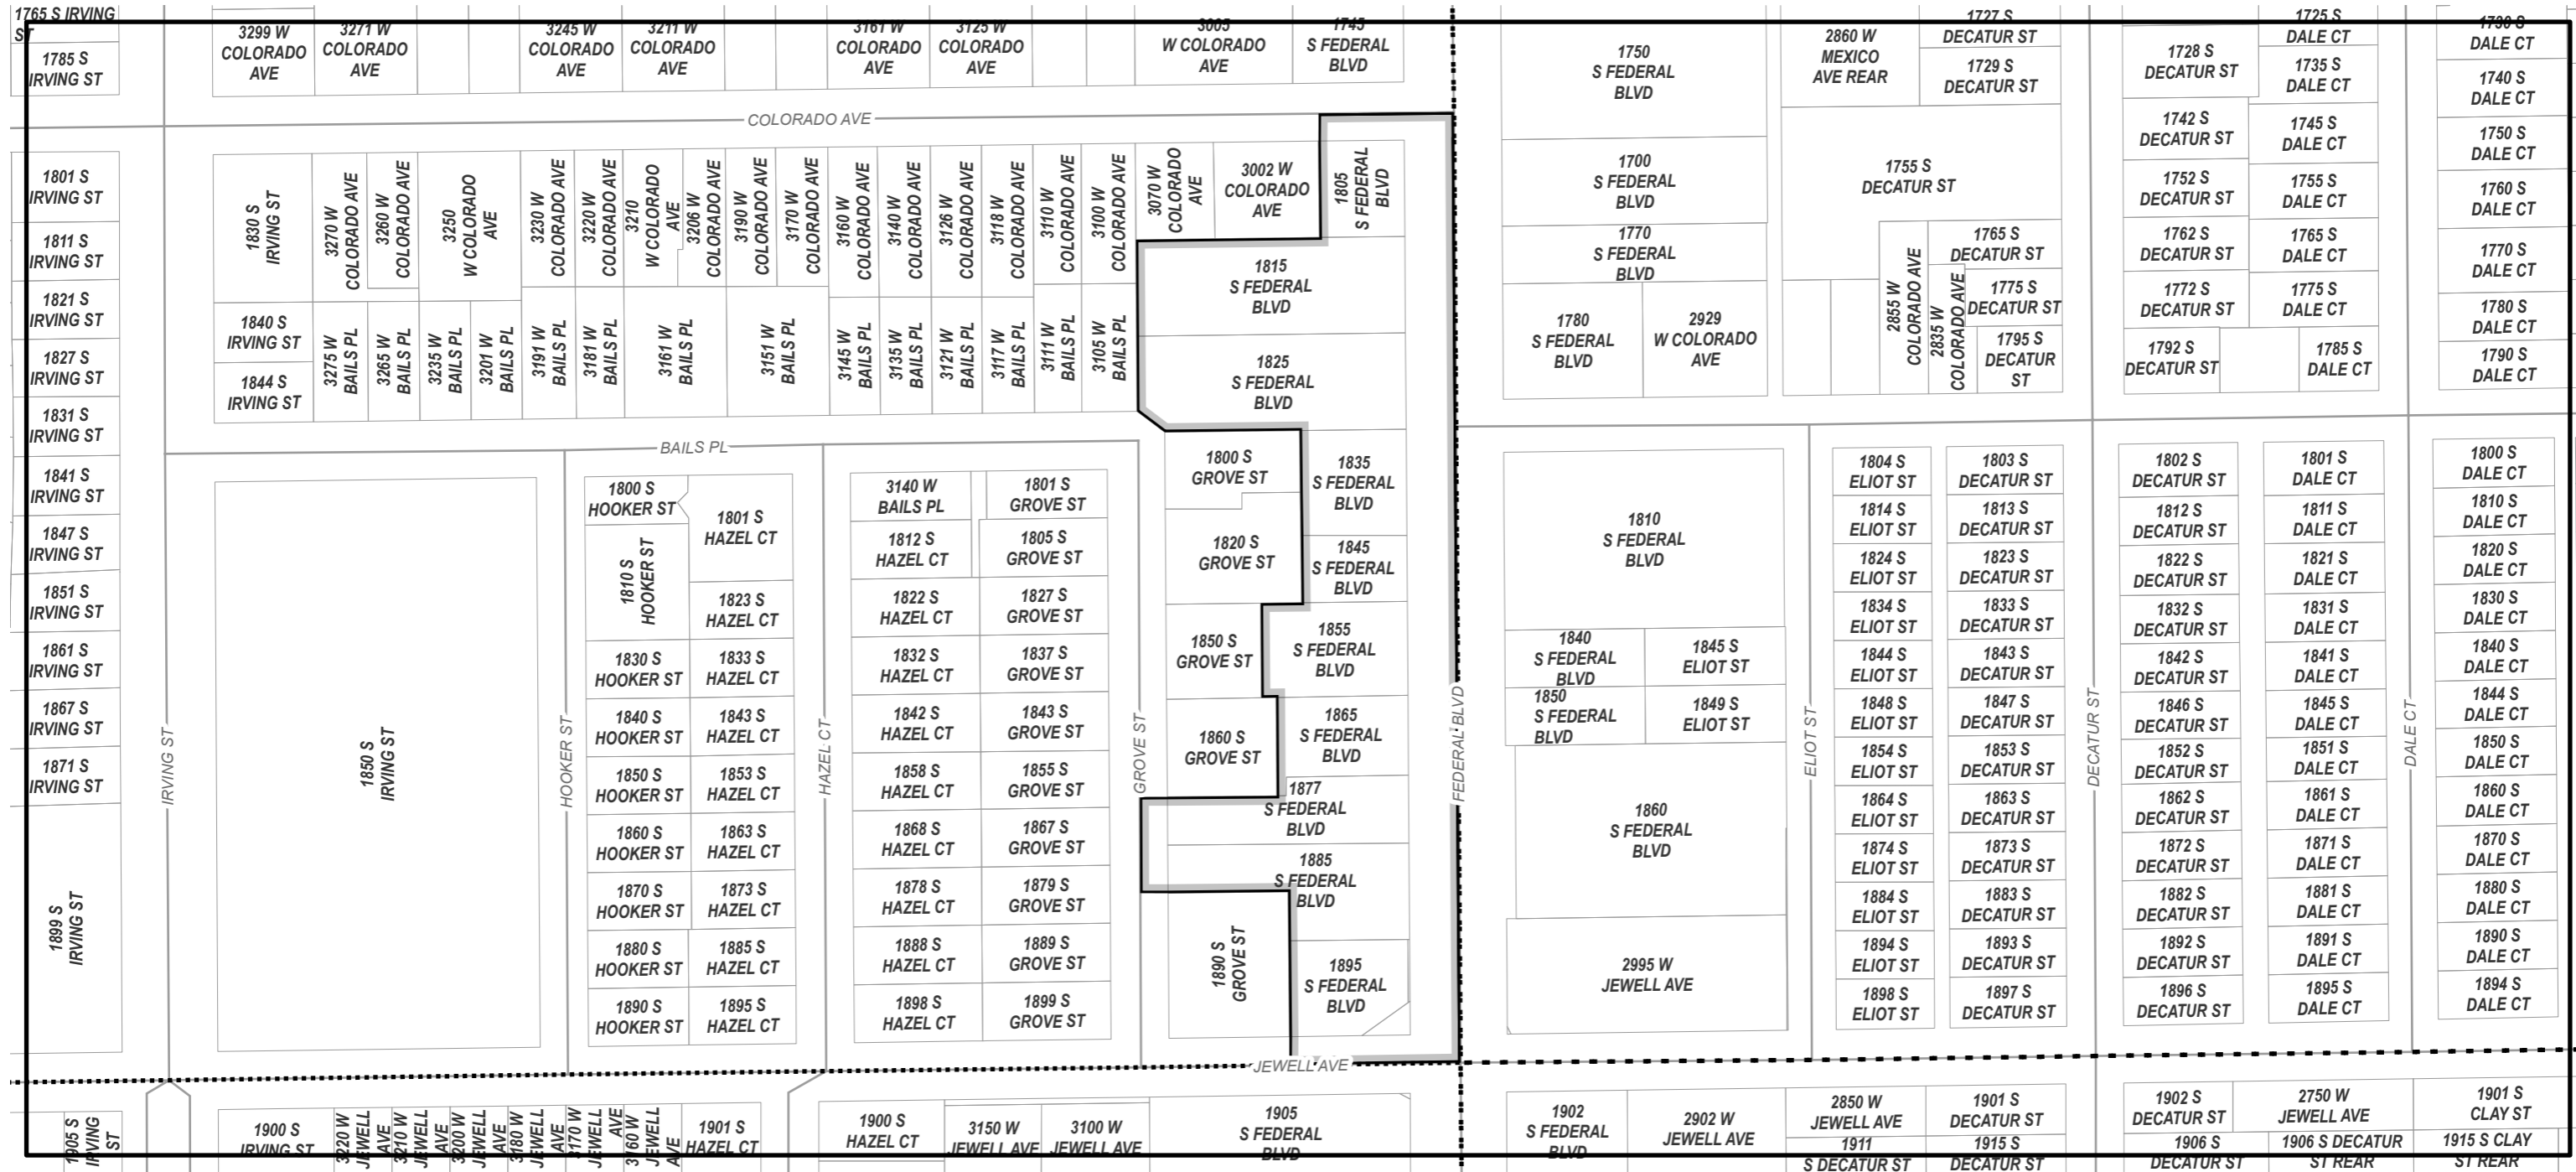 1765 S IRVING
ST
1785 S
IRVING ST
3299 W
COLORADO
AVE
3271 W
COLORADO
AVE
3245 W
COLORADO
AVE
3211 W
COLORADO
AVE
3161 W
COLORADO
AVE
3125 W
COLORADO
AVE
3005
W COLORADO
AVE
1745
S FEDERAL
BLVD
1750
S FEDERAL
BLVD
2860 W
MEXICO
AVE REAR
1727 S
DECATUR ST
1729 S
DECATUR ST
1728 S
DECATUR ST
1725 S
DALE CT
1735 S
DALE CT
1730 S
DALE CT
1740 S
DALE CT
COLORADO AVE
1801 S
IRVING ST
1811 S
IRVING ST
1821 S
IRVING ST
1827 S
IRVING ST
1831 S
IRVING ST
1841 S
IRVING ST
1847 S
IRVING ST
1851 S
IRVING ST
1861 S
IRVING ST
1867 S
IRVING ST
1871 S
IRVING ST
1899 S
IRVING ST
1830 S
IRVING ST
1840 S
IRVING ST
1844 S
IRVING ST
3270 W
COLORADO AVE
3260 W
COLORADO AVE
3250
W COLORADO
AVE
3230 W
COLORADO AVE
3220 W
COLORADO AVE
3210
W COLORADO
AVE
3206 W
COLORADO AVE
3190 W
COLORADO AVE
3170 W
COLORADO AVE
3160 W
COLORADO AVE
3140 W
COLORADO AVE
3126 W
COLORADO AVE
3118 W
COLORADO AVE
3110 W
COLORADO AVE
3100 W
COLORADO AVE
3070 W
COLORADO
AVE
3002 W
COLORADO
AVE
1805
S FEDERAL
BLVD
3275 W
BAILS PL
3265 W
BAILS PL
3235 W
BAILS PL
3201 W
BAILS PL
3191 W
BAILS PL
3181 W
BAILS PL
3161 W
BAILS PL
3151 W
BAILS PL
3145 W
BAILS PL
3135 W
BAILS PL
3121 W
BAILS PL
3117 W
BAILS PL
3111 W
BAILS PL
3105 W
BAILS PL
1815
S FEDERAL
BLVD
1825
S FEDERAL
BLVD
1700
S FEDERAL
BLVD
1770
S FEDERAL
BLVD
1780
S FEDERAL
BLVD
2929
W COLORADO
AVE
1755 S
DECATUR ST
2855 W
COLORADO AVE
2835 W
COLORADO AVE
1765 S
DECATUR ST
1775 S
DECATUR ST
1795 S
DECATUR
ST
1742 S
DECATUR ST
1752 S
DECATUR ST
1762 S
DECATUR ST
1772 S
DECATUR ST
1792 S
DECATUR ST
1745 S
DALE CT
1755 S
DALE CT
1765 S
DALE CT
1775 S
DALE CT
1785 S
DALE CT
1750 S
DALE CT
1760 S
DALE CT
1770 S
DALE CT
1780 S
DALE CT
1790 S
DALE CT
BAILS PL
IRVING ST
1850 S
IRVING ST
HOOKER ST
1800 S
HOOKER ST
1810 S
HOOKER ST
1830 S
HOOKER ST
1840 S
HOOKER ST
1850 S
HOOKER ST
1860 S
HOOKER ST
1870 S
HOOKER ST
1880 S
HOOKER ST
1890 S
HOOKER ST
1801 S
HAZEL CT
1823 S
HAZEL CT
1833 S
HAZEL CT
1843 S
HAZEL CT
1853 S
HAZEL CT
1863 S
HAZEL CT
1873 S
HAZEL CT
1885 S
HAZEL CT
1895 S
HAZEL CT
HAZEL CT
3140 W
BAILS PL
1812 S
HAZEL CT
1822 S
HAZEL CT
1832 S
HAZEL CT
1842 S
HAZEL CT
1858 S
HAZEL CT
1868 S
HAZEL CT
1878 S
HAZEL CT
1888 S
HAZEL CT
1898 S
HAZEL CT
1801 S
GROVE ST
1805 S
GROVE ST
1827 S
GROVE ST
1837 S
GROVE ST
1843 S
GROVE ST
1855 S
GROVE ST
1867 S
GROVE ST
1879 S
GROVE ST
1889 S
GROVE ST
1899 S
GROVE ST
GROVE ST
1800 S
GROVE ST
1820 S
GROVE ST
1850 S
GROVE ST
1860 S
GROVE ST
1890 S
GROVE ST
1835
S FEDERAL
BLVD
1845
S FEDERAL
BLVD
1855
S FEDERAL
BLVD
1865
S FEDERAL
BLVD
1877
S FEDERAL
BLVD
1885
S FEDERAL
BLVD
1895
S FEDERAL
BLVD
FEDERAL BLVD
1810
S FEDERAL
BLVD
1840
S FEDERAL
BLVD
1850
S FEDERAL
BLVD
1860
S FEDERAL
BLVD
1845 S
ELIOT ST
1849 S
ELIOT ST
2995 W
JEWELL AVE
ELIOT ST
1804 S
ELIOT ST
1814 S
ELIOT ST
1824 S
ELIOT ST
1834 S
ELIOT ST
1844 S
ELIOT ST
1848 S
ELIOT ST
1854 S
ELIOT ST
1864 S
ELIOT ST
1874 S
ELIOT ST
1884 S
ELIOT ST
1894 S
ELIOT ST
1898 S
ELIOT ST
1803 S
DECATUR ST
1813 S
DECATUR ST
1823 S
DECATUR ST
1833 S
DECATUR ST
1843 S
DECATUR ST
1847 S
DECATUR ST
1853 S
DECATUR ST
1863 S
DECATUR ST
1873 S
DECATUR ST
1883 S
DECATUR ST
1893 S
DECATUR ST
1897 S
DECATUR ST
DECATUR ST
1802 S
DECATUR ST
1812 S
DECATUR ST
1822 S
DECATUR ST
1832 S
DECATUR ST
1842 S
DECATUR ST
1846 S
DECATUR ST
1852 S
DECATUR ST
1862 S
DECATUR ST
1872 S
DECATUR ST
1882 S
DECATUR ST
1892 S
DECATUR ST
1896 S
DECATUR ST
1801 S
DALE CT
1811 S
DALE CT
1821 S
DALE CT
1831 S
DALE CT
1841 S
DALE CT
1845 S
DALE CT
1851 S
DALE CT
1861 S
DALE CT
1871 S
DALE CT
1881 S
DALE CT
1891 S
DALE CT
1895 S
DALE CT
DALE CT
1800 S
DALE CT
1810 S
DALE CT
1820 S
DALE CT
1830 S
DALE CT
1840 S
DALE CT
1844 S
DALE CT
1850 S
DALE CT
1860 S
DALE CT
1870 S
DALE CT
1880 S
DALE CT
1890 S
DALE CT
1894 S
DALE CT
JEWELL AVE
1905 S
IRVING
ST
1900 S
IRVING ST
3220 W
JEWELL
AVE
3210 W
JEWELL
AVE
3200 W
JEWELL
AVE
3180 W
JEWELL
AVE
3170 W
JEWELL
AVE
3160 W
JEWELL
AVE
1901 S
HAZEL CT
1900 S
HAZEL CT
3150 W
JEWELL AVE
3100 W
JEWELL AVE
1905
S FEDERAL
BLVD
1902
S FEDERAL
BLVD
2902 W
JEWELL AVE
2850 W
JEWELL AVE
1911
S DECATUR ST
1901 S
DECATUR ST
1915 S
DECATUR ST
1902 S
DECATUR ST
1906 S
DECATUR ST
2750 W
JEWELL AVE
1906 S DECATUR
ST REAR
1901 S
CLAY ST
1915 S CLAY
ST REAR